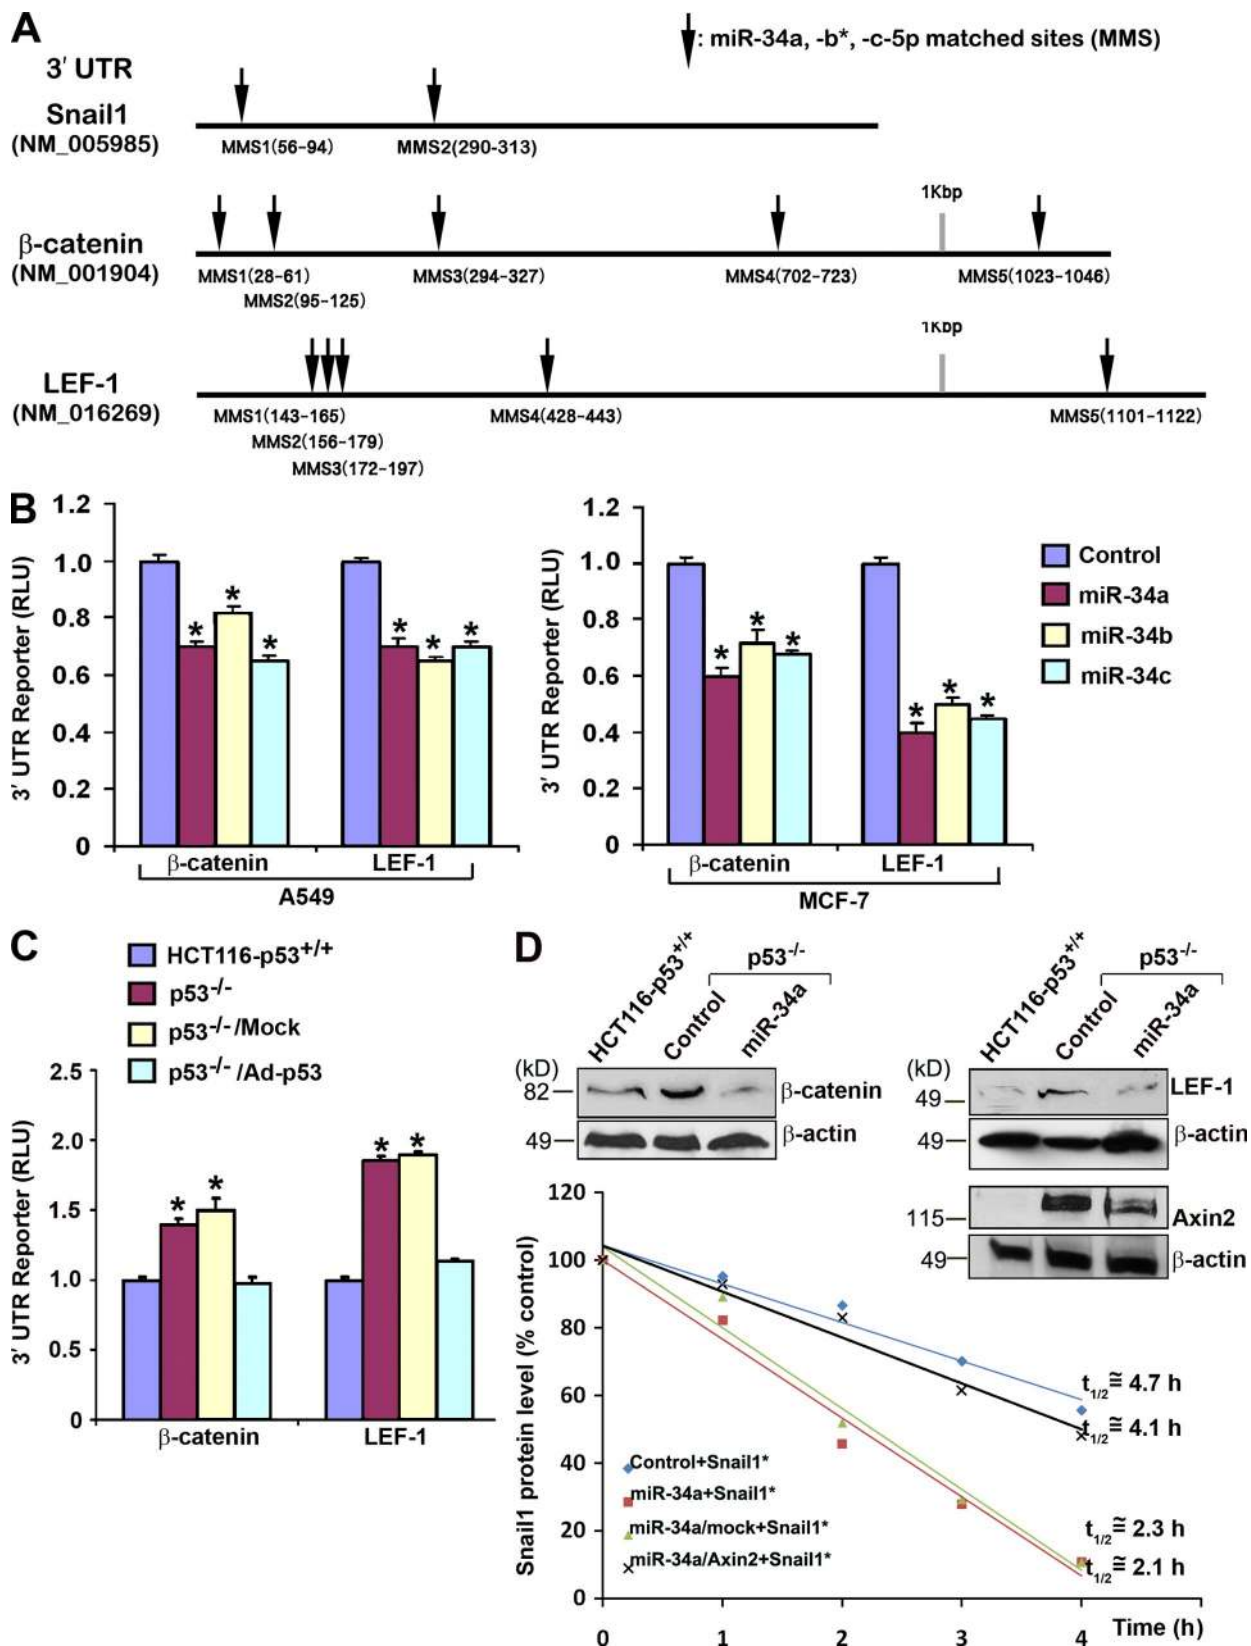 A
: miR-34a, -b*, -c-5p matched sites (MMS)
3′ UTR
Snail1
(NM_005985)
MMS1(56-94)
MMS2(290-313)
1Kbp
β-catenin
(NM_001904)
MMS1(28-61)
MMS2(95-125)
MMS3(294-327)
MMS4(702-723)
MMS5(1023-1046)
1Kbp
LEF-1
(NM_016269)
MMS1(143-165)
MMS2(156-179)
MMS3(172-197)
MMS4(428-443)
MMS5(1101-1122)
B
3′ UTR Reporter (RLU)
1.2
1.0
0.8
0.6
0.4
0.2
0
* * * * * *
β-catenin LEF-1
A549
3′ UTR Reporter (RLU)
1.2
1.0
0.8
0.6
0.4
0.2
0
* * * * * *
β-catenin LEF-1
MCF-7
Control
miR-34a
miR-34b
miR-34c
C
HCT116-p53+/+
p53-/-
p53-/-/Mock
p53-/-/Ad-p53
3′ UTR Reporter (RLU)
2.5
2.0
1.5
1.0
0.5
0
* * * *
β-catenin LEF-1
D
HCT116-p53+/+
p53-/-
Control
miR-34a
(kD)
82
β-catenin
49
β-actin
HCT116-p53+/+
p53-/-
Control
miR-34a
(kD)
49
LEF-1
49
β-actin
115
Axin2
49
β-actin
Snail1 protein level (% control)
120
100
80
60
40
20
0
t1/2 ≅ 4.7 h
t1/2 ≅ 4.1 h
t1/2 ≅ 2.3 h
t1/2 ≅ 2.1 h
Control+Snail1*
miR-34a+Snail1*
miR-34a/mock+Snail1*
miR-34a/Axin2+Snail1*
0 1 2 3 4 Time (h)